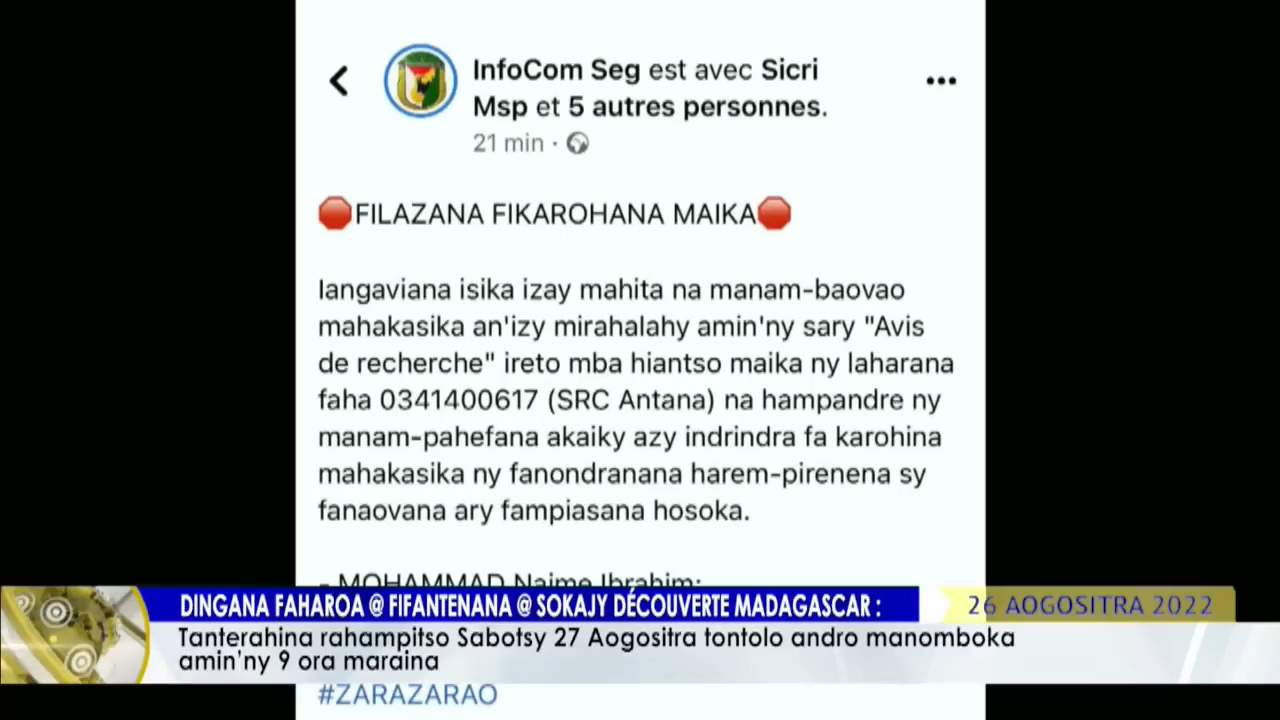 InfoCom Seg est avec Sicri
Msp et 5 autres personnes.
21 min ·
FILAZANA FIKAROHANA MAIKA
Iangaviana isika izay mahita na manam-baovao
mahakasika an'izy mirahalahy amin'ny sary "Avis
de recherche" ireto mba hiantso maika ny laharana
faha 0341400617 (SRC Antana) na hampandre ny
manam-pahefana akaiky azy indrindra fa karohina
mahakasika ny fanondranana harem-pirenena sy
fanaovana ary fampiasana hosoka.
- MOHAMMAD Naime Ibrahim:
DINGANA FAHAROA @ FIFANTENANA @ SOKAJY DÉCOUVERTE MADAGASCAR :
26 AOGOSITRA 2022
Tanterahina rahampitso Sabotsy 27 Aogositra tontolo andro manomboka
amin'ny 9 ora maraina
#ZARAZARAO